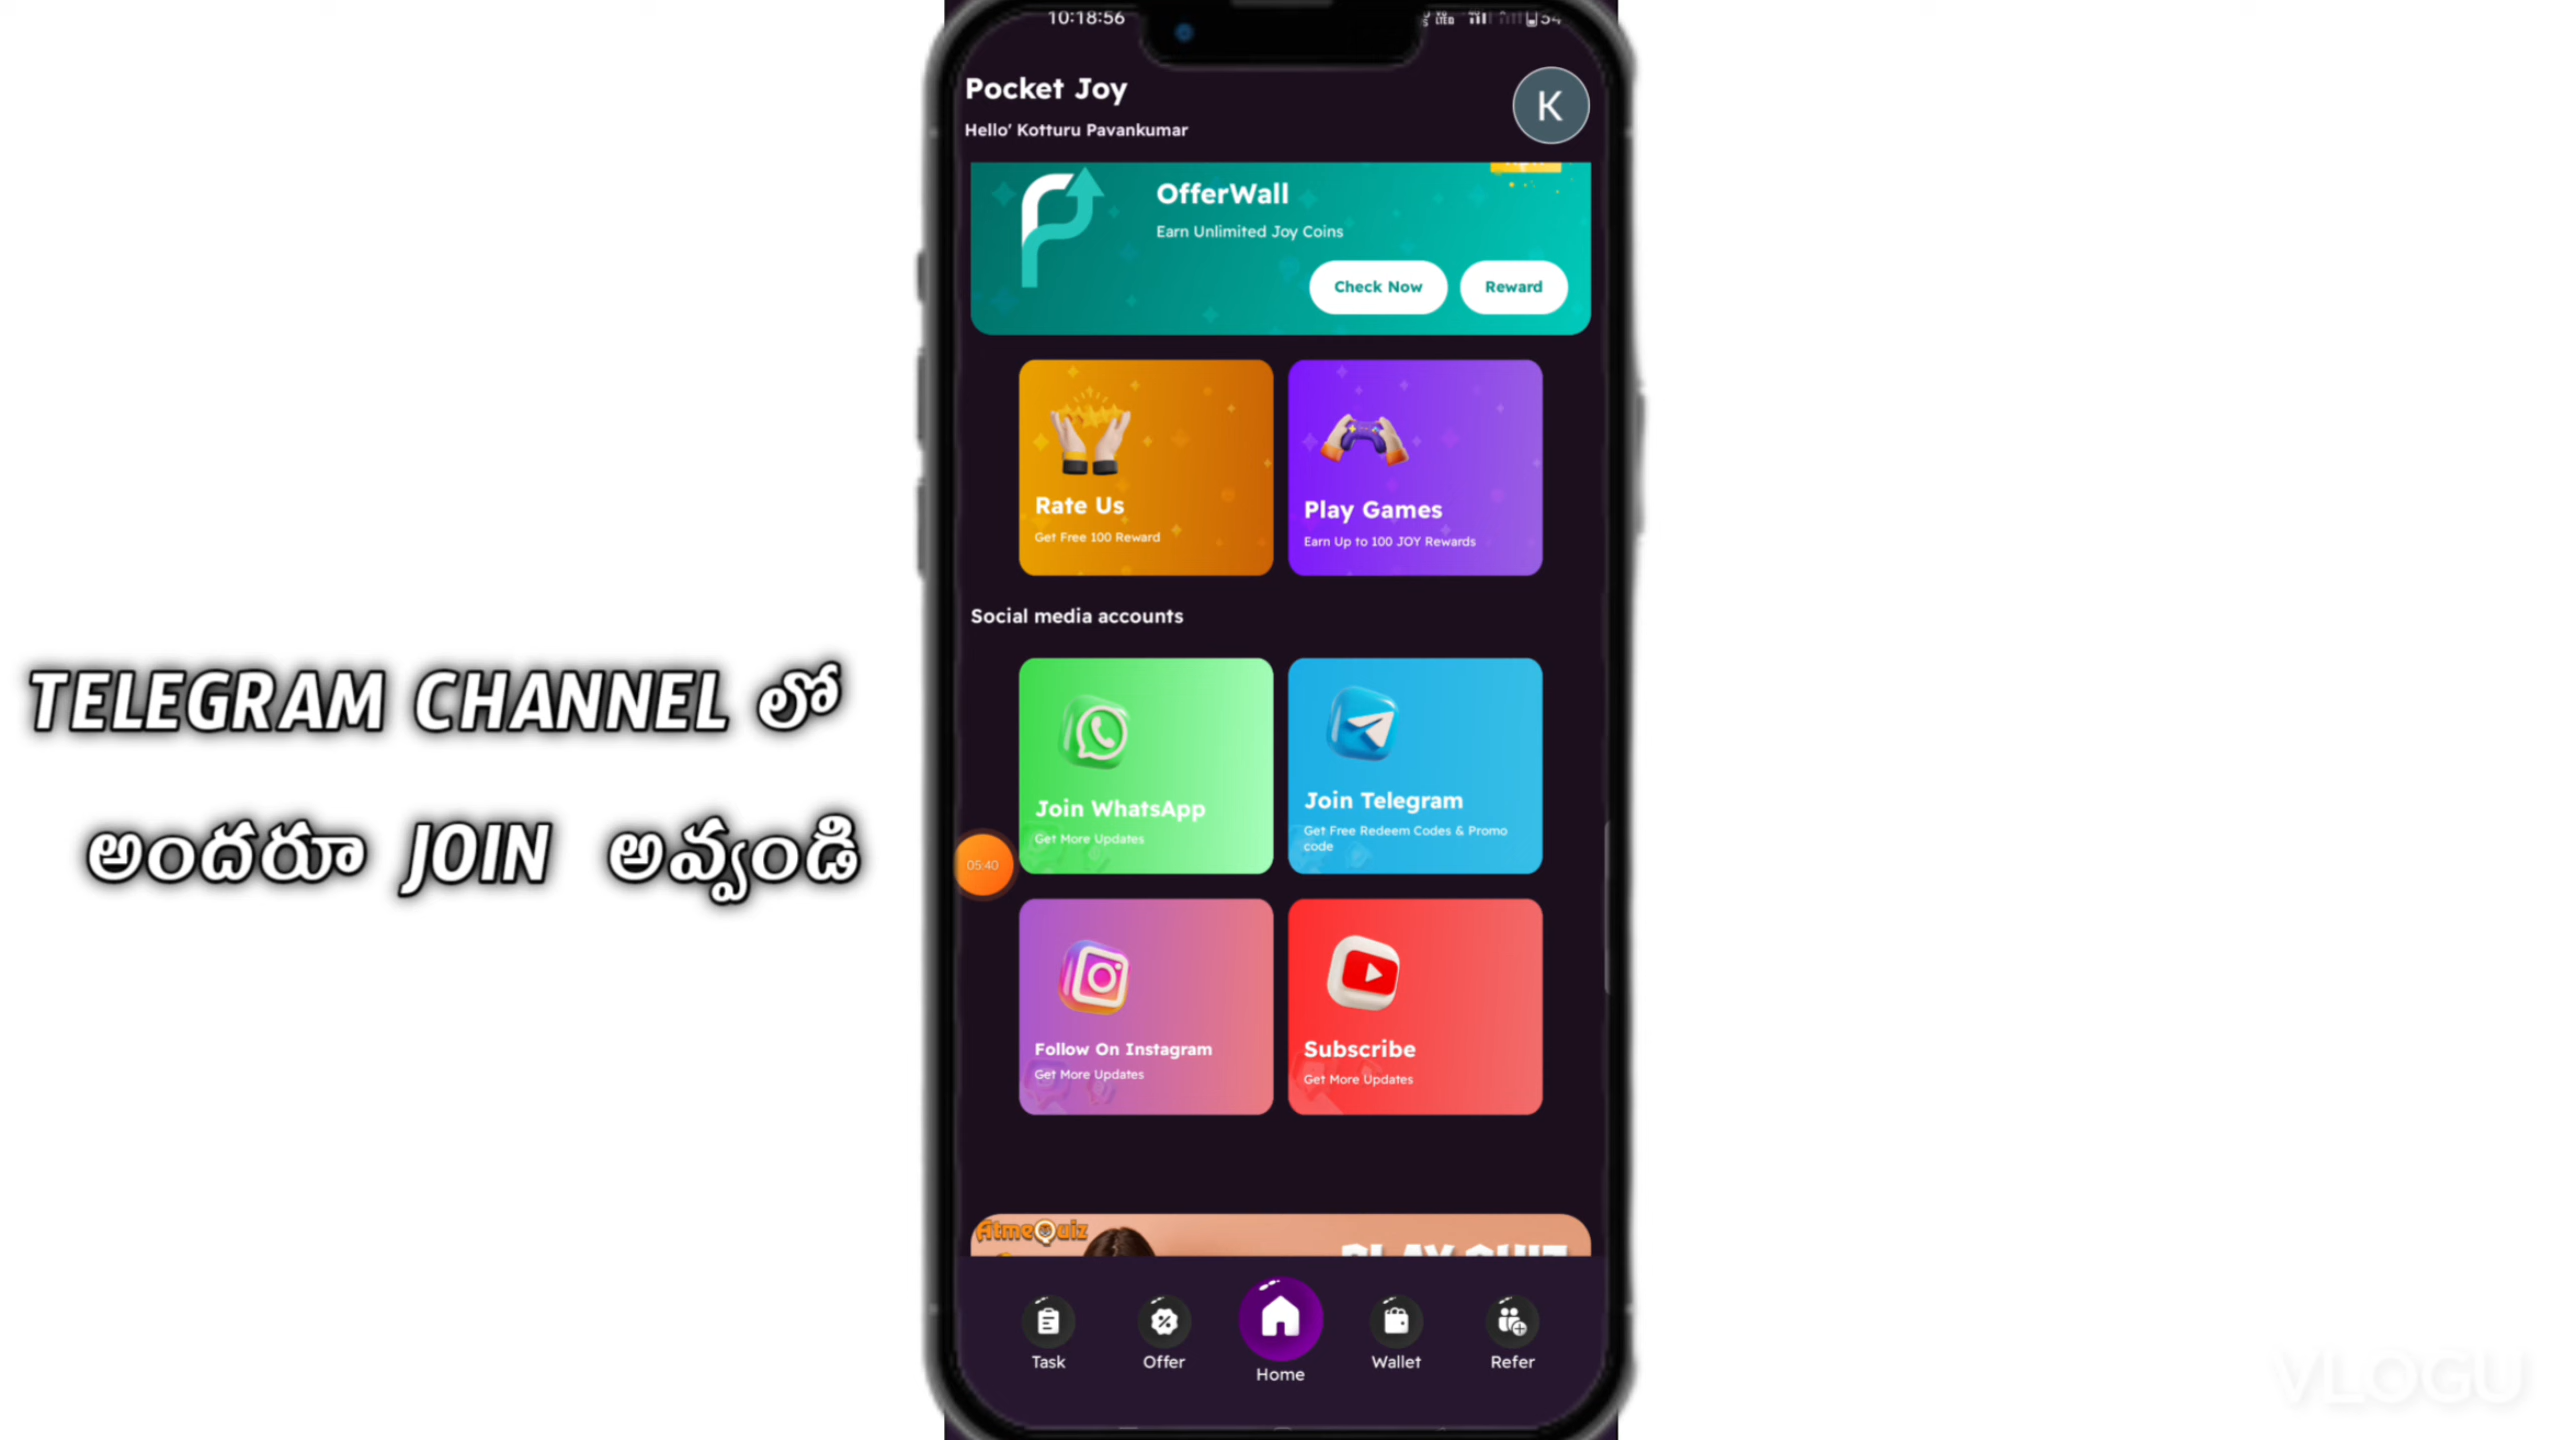 10:18:56
Pocket Joy
K
Hello' Kotturu Pavankumar
OfferWall
Earn Unlimited Joy Coins
Check Now
Reward
Rate Us
Get Free 100 Reward
Play Games
Earn Up to 100 JOY Rewards
Social media accounts
TELEGRAM CHANNEL లో
అందరూ JOIN అవ్వండి
Join WhatsApp
Get More Updates
Join Telegram
Get Free Redeem Codes & Promo
code
05:40
Follow On Instagram
Get More Updates
Subscribe
Get More Updates
AtmeQuiz
PLAY QUIZ
Task
Offer
Home
Wallet
Refer
VLOGU